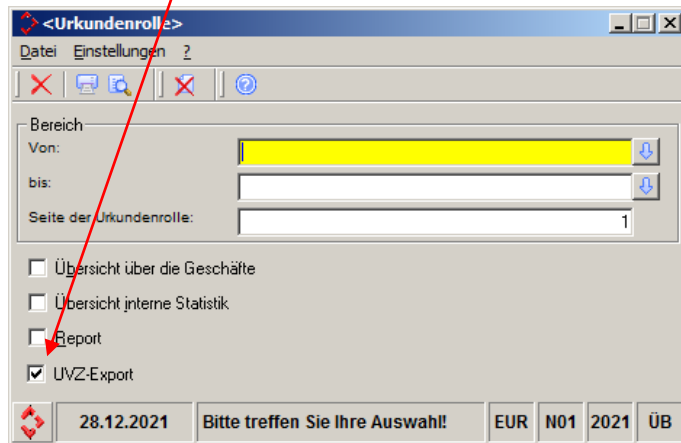 <Urkundenrolle>
Datei Einstellungen ?
Bereich
Von:
bis:
Seite der Urkundenrolle: 1
Übersicht über die Geschäfte
Übersicht interne Statistik
Report
UVZ-Export
28.12.2021 Bitte treffen Sie Ihre Auswahl! EUR N01 2021 ÜB